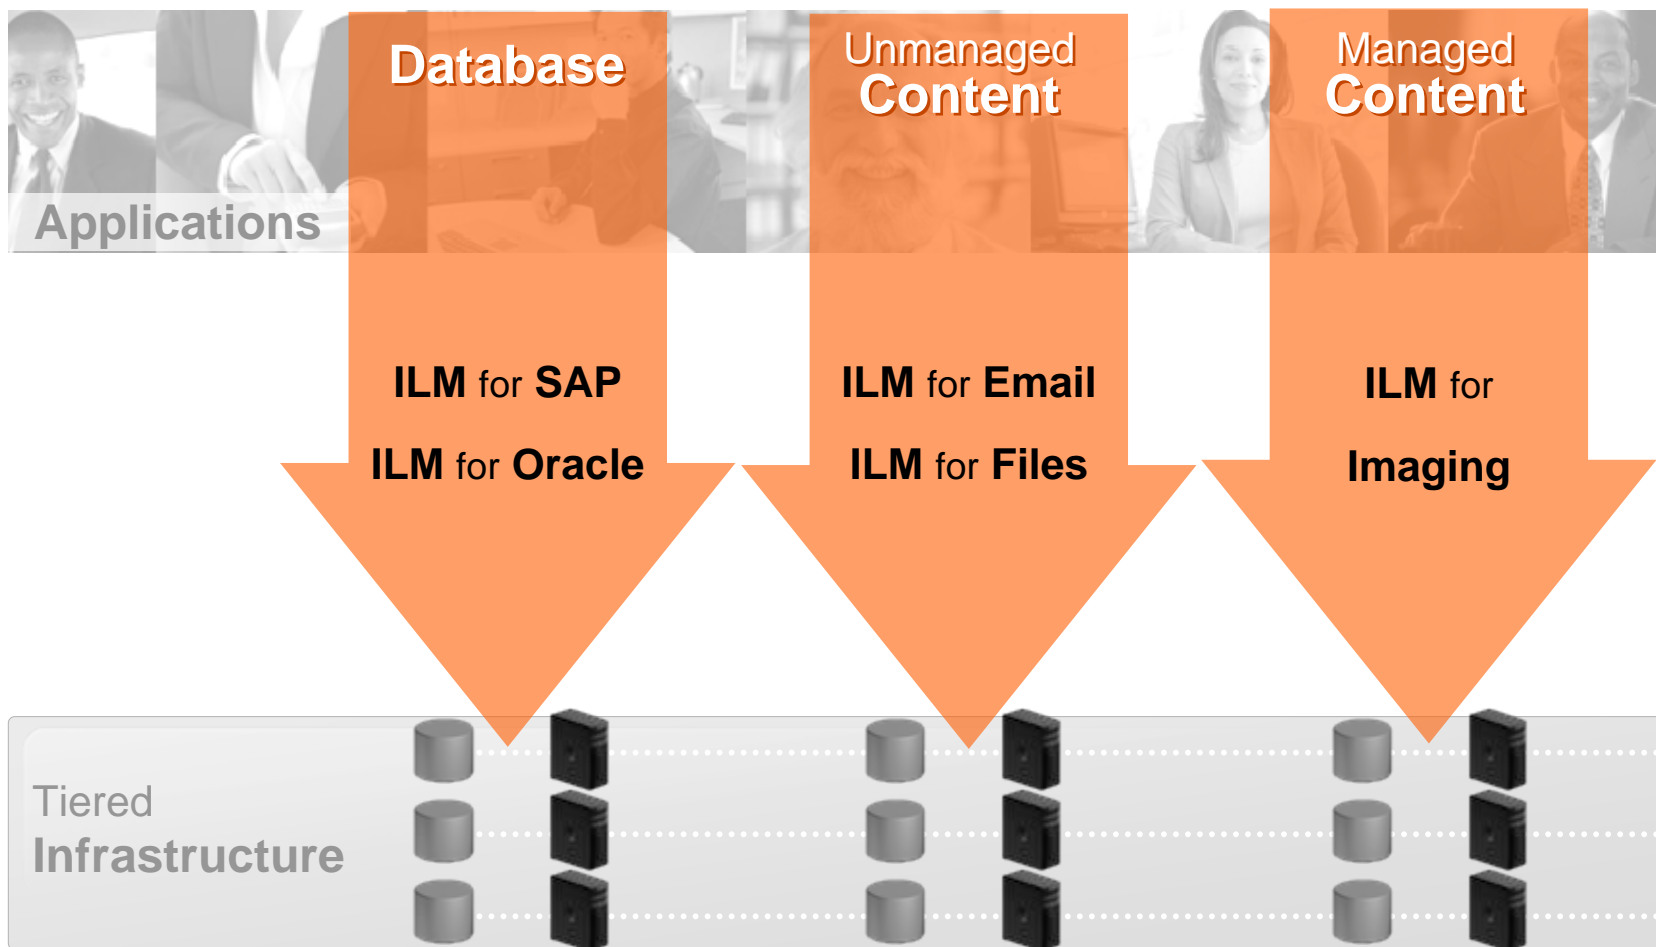 Database
Unmanaged
Content
Managed
Content
Applications
ILM for SAP
ILM for Oracle
ILM for Email
ILM for Files
ILM for
Imaging
Tiered
Infrastructure